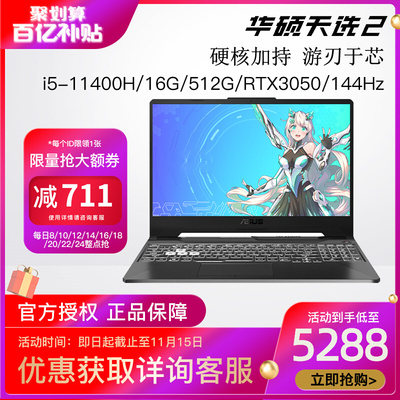 聚划算
百亿补贴
华硕天选2
硬核加持 游刃于芯
i5-11400H/16G/512G/RTX3050/144Hz
*每个ID限领1张
限量抢大额券
减711
使用详情请咨询客服
每日8/10/12/14/16/18
/20/22/24整点抢
ASUS
官方授权 正品保障
活动时间：即日起截止至11月15日
优惠获取详询客服
活动到手低至
5288
立即抢购>